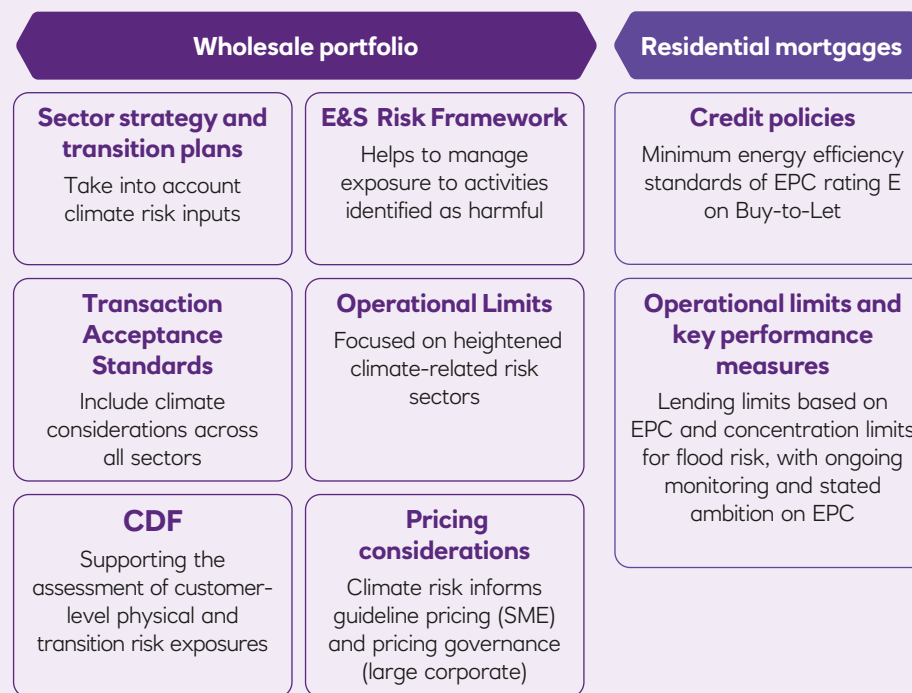 Wholesale portfolio
Residential mortgages
Sector strategy and
transition plans
Take into account
climate risk inputs
E&S Risk Framework
Helps to manage
exposure to activities
identified as harmful
Credit policies
Minimum energy efficiency
standards of EPC rating E
on Buy-to-Let
Transaction
Acceptance
Standards
Include climate
considerations across
all sectors
Operational Limits
Focused on heightened
climate-related risk
sectors
Operational limits and
key performance
measures
Lending limits based on
EPC and concentration limits
for flood risk, with ongoing
monitoring and stated
ambition on EPC
CDF
Supporting the
assessment of customer-
level physical and
transition risk exposures
Pricing
considerations
Climate risk informs
guideline pricing (SME)
and pricing governance
(large corporate)